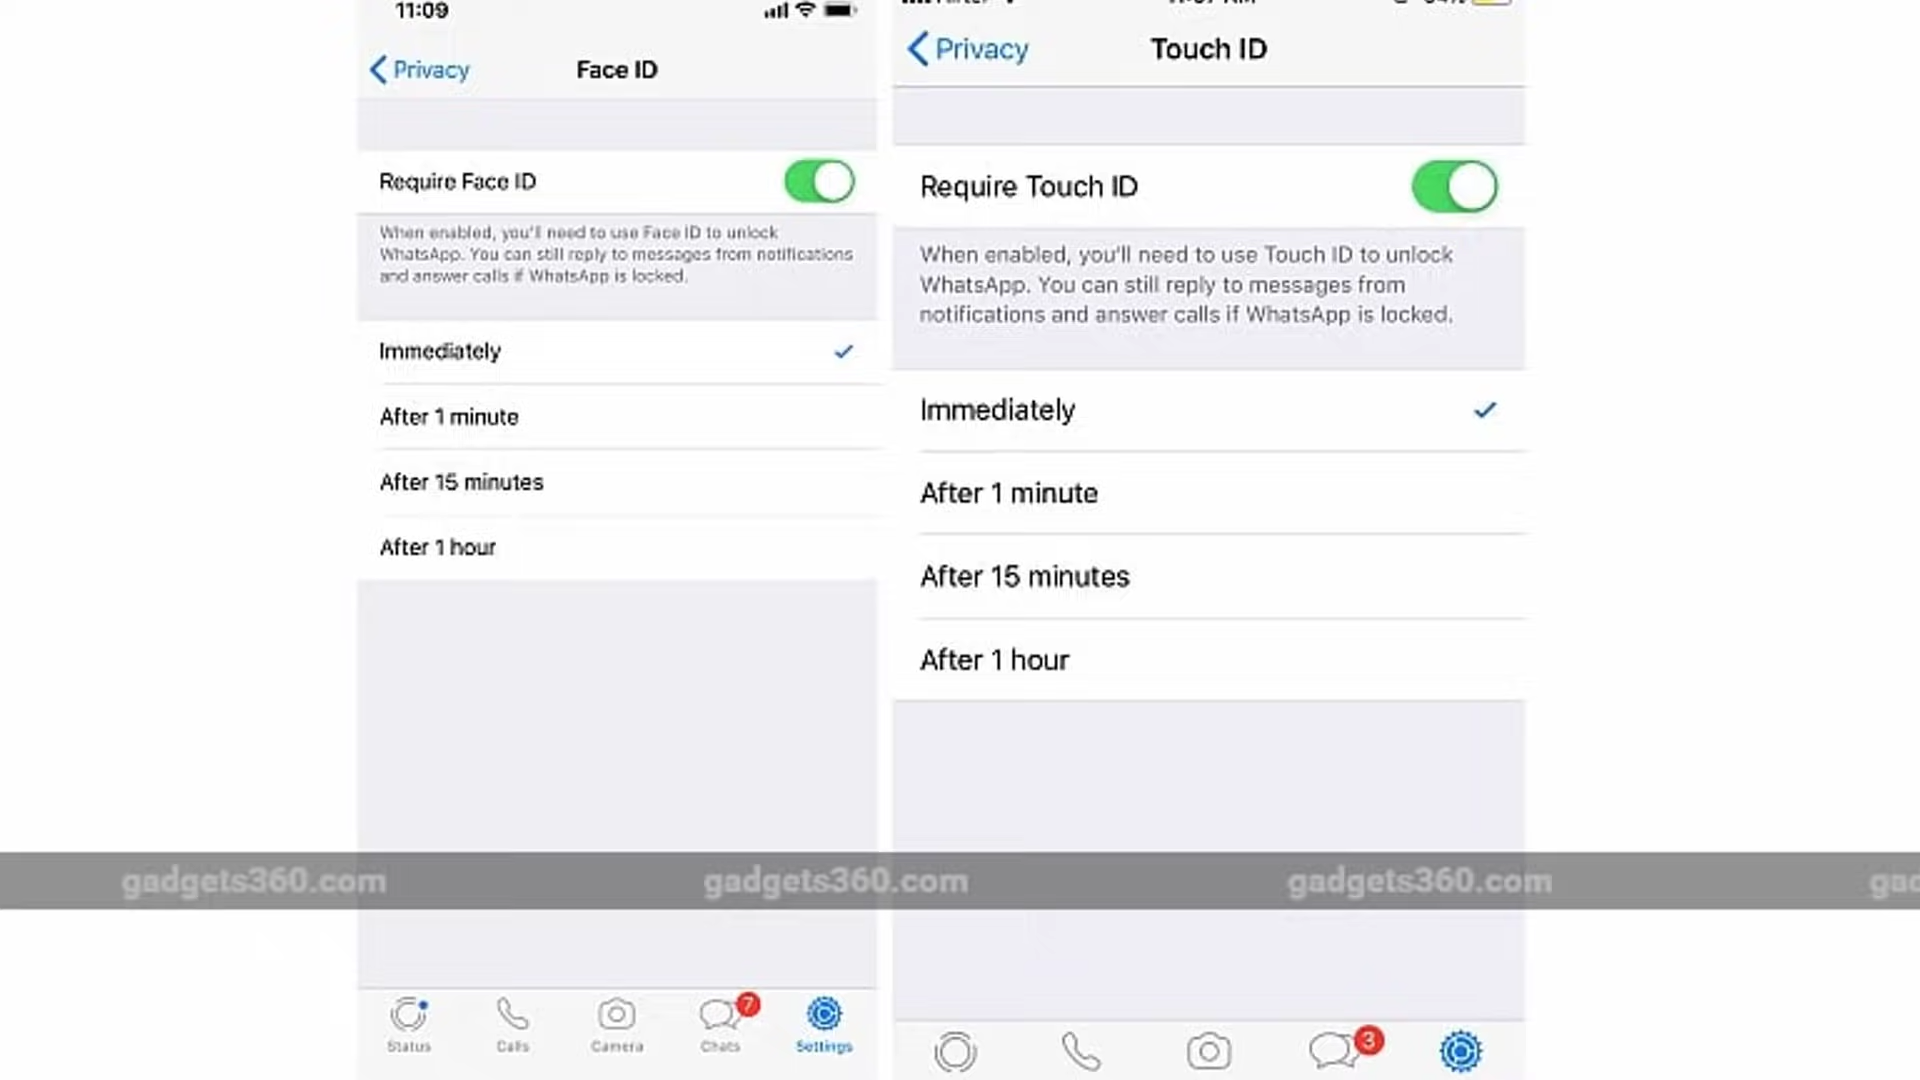 11:09
Privacy
Face ID
Require Face ID
When enabled, you'll need to use Face ID to unlock
WhatsApp. You can still reply to messages from notifications
and answer calls if WhatsApp is locked.
Immediately
After 1 minute
After 15 minutes
After 1 hour
Status
Calls
Camera
Chats
7
Settings
Privacy
Touch ID
Require Touch ID
When enabled, you'll need to use Touch ID to unlock
WhatsApp. You can still reply to messages from
notifications and answer calls if WhatsApp is locked.
Immediately
After 1 minute
After 15 minutes
After 1 hour
3
gadgets360.com
gadgets360.com
gadgets360.com